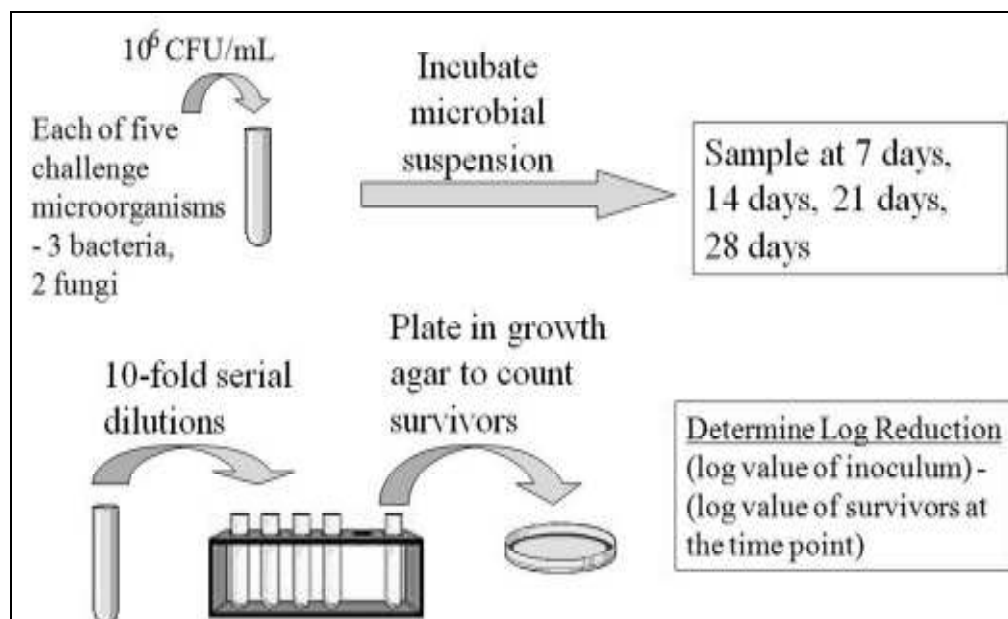 10⁶ CFU/mL
Each of five
challenge
microorganisms
- 3 bacteria,
2 fungi
Incubate
microbial
suspension
Sample at 7 days,
14 days, 21 days,
28 days
10-fold serial
dilutions
Plate in growth
agar to count
survivors
Determine Log Reduction
(log value of inoculum) -
(log value of survivors at
the time point)